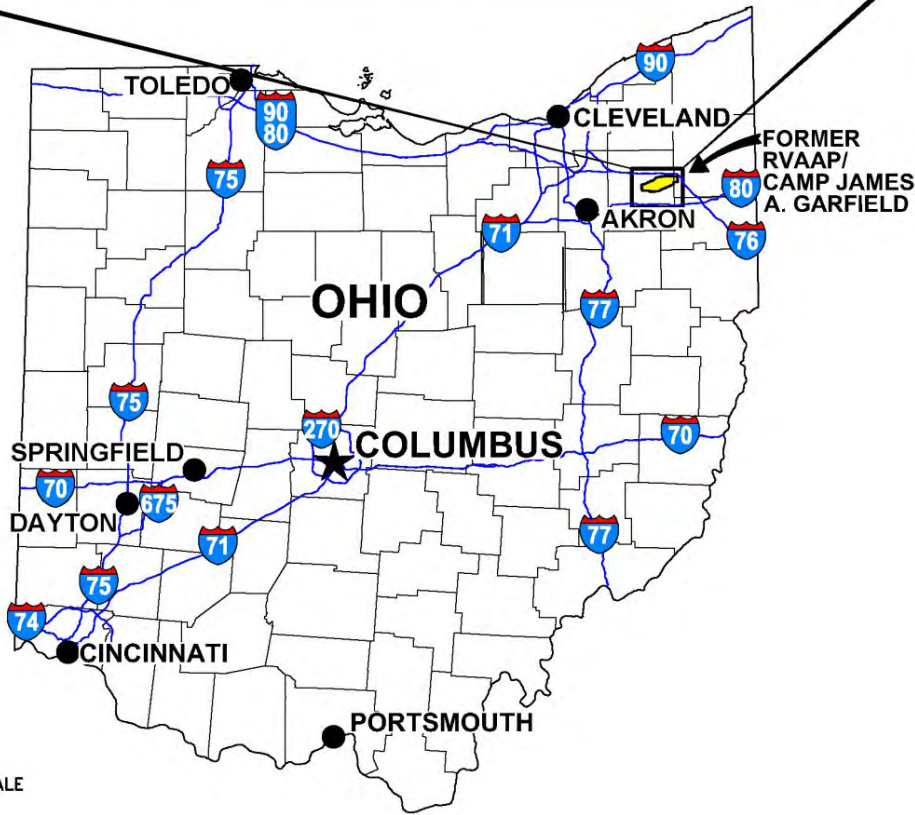 90
TOLEDO
90
80
CLEVELAND
FORMER
RVAAP/
CAMP JAMES
A. GARFIELD
75
80
AKRON
71
76
OHIO
77
75
270
COLUMBUS
70
SPRINGFIELD
70
675
DAYTON
71
77
75
74
CINCINNATI
PORTSMOUTH